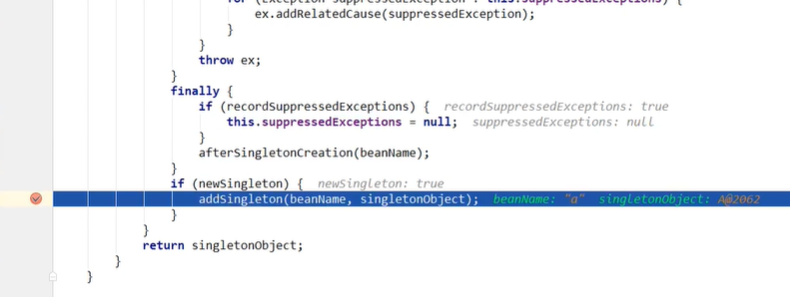 for (Exception suppressedException : this.suppressedExceptions) {
ex.addRelatedCause(suppressedException);
}
}
throw ex;
}
finally {
if (recordSuppressedExceptions) { recordSuppressedExceptions: true
this.suppressedExceptions = null; suppressedExceptions: null
}
afterSingletonCreation(beanName);
}
if (newSingleton) { newSingleton: true
addSingleton(beanName, singletonObject); beanName: "a" singletonObject: A@2062
}
}
return singletonObject;
}
}